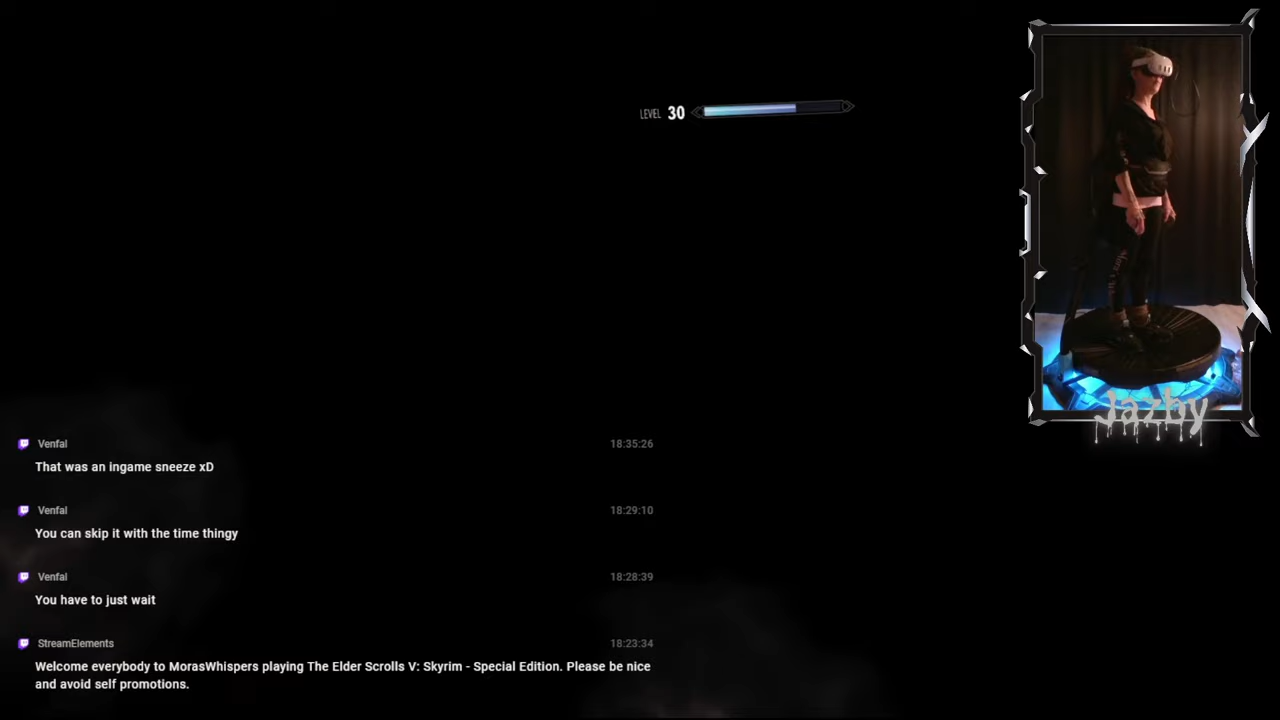 LEVEL 30
Jazby
Venfal 18:35:26
That was an ingame sneeze xD
Venfal 18:29:10
You can skip it with the time thingy
Venfal 18:28:39
You have to just wait
StreamElements 18:23:34
Welcome everybody to MorasWhispers playing The Elder Scrolls V: Skyrim - Special Edition. Please be nice
and avoid self promotions.